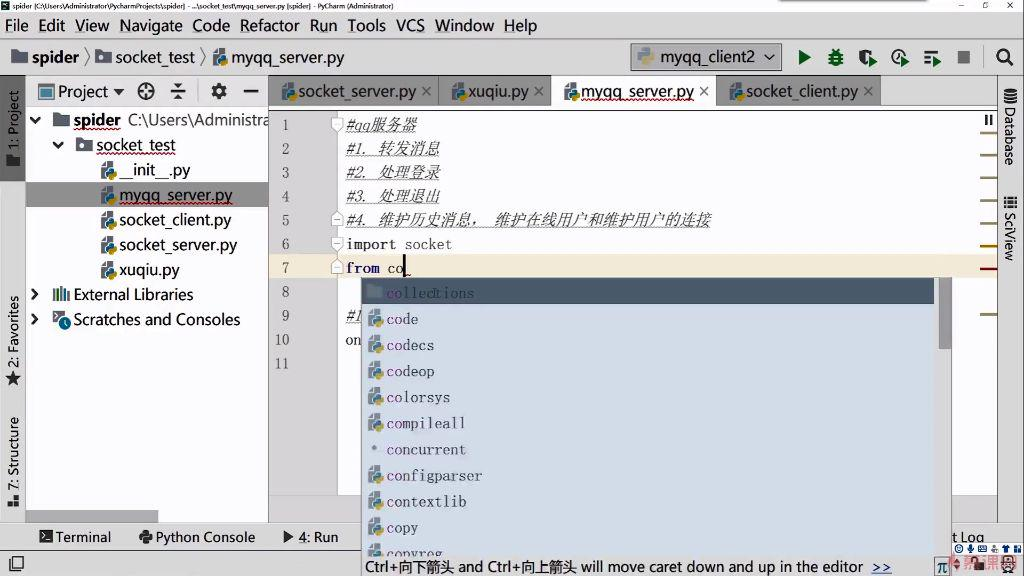 spider [C:\Users\Administrator\PycharmProjects\spider] - ...\socket_test\myqq_server.py [spider] - PyCharm (Administrator)
File Edit View Navigate Code Refactor Run Tools VCS Window Help
spider socket_test myqq_server.py myqq_client2
Project
socket_server.py xuqiu.py myqq_server.py socket_client.py
1: Project
2: Favorites
7: Structure
spider C:\Users\Administra
socket_test
__init__.py
myqq_server.py
socket_client.py
socket_server.py
xuqiu.py
External Libraries
Scratches and Consoles
1 #qq服务器
2 #1. 转发消息
3 #2. 处理登录
4 #3. 处理退出
5 #4. 维护历史消息， 维护在线用户和维护用户的连接
6 import socket
7 from co
8
9 #1
10 on
11
collections
code
codecs
codeop
colorsys
compileall
concurrent
configparser
contextlib
copy
copyreg
Ctrl+向下箭头 and Ctrl+向上箭头 will move caret down and up in the editor >>
Database
SciView
Terminal Python Console 4: Run t Log